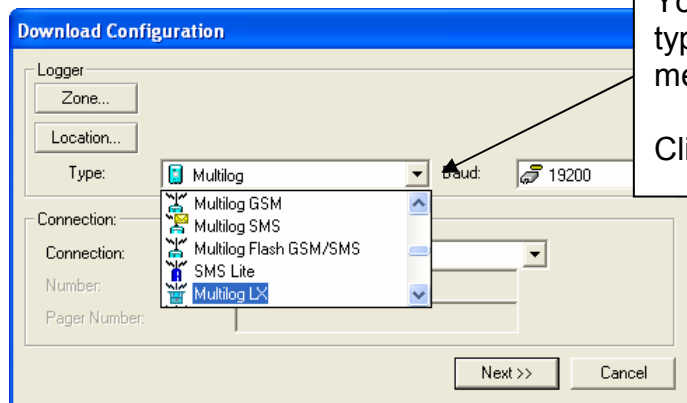 Download Configuration
Logger
Zone...
Location...
Type: Multilog Baud: 19200
Multilog GSM
Multilog SMS
Multilog Flash GSM/SMS
SMS Lite
Multilog LX
Connection:
Connection:
Number:
Pager Number:
Next >> Cancel